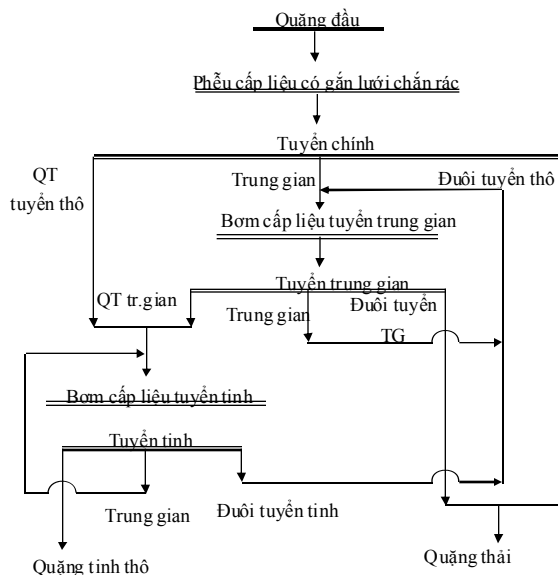 Quặng đầu
Phễu cấp liệu có gắn lưới chắn rác
Tuyển chính
QT
tuyển thô
Trung gian
Đuôi tuyển thô
Bơm cấp liệu tuyển trung gian
Tuyển trung gian
QT tr.gian
Trung gian
Đuôi tuyển
TG
Bơm cấp liệu tuyển tinh
Tuyển tinh
Trung gian
Đuôi tuyển tinh
Quặng tinh thô
Quặng thải